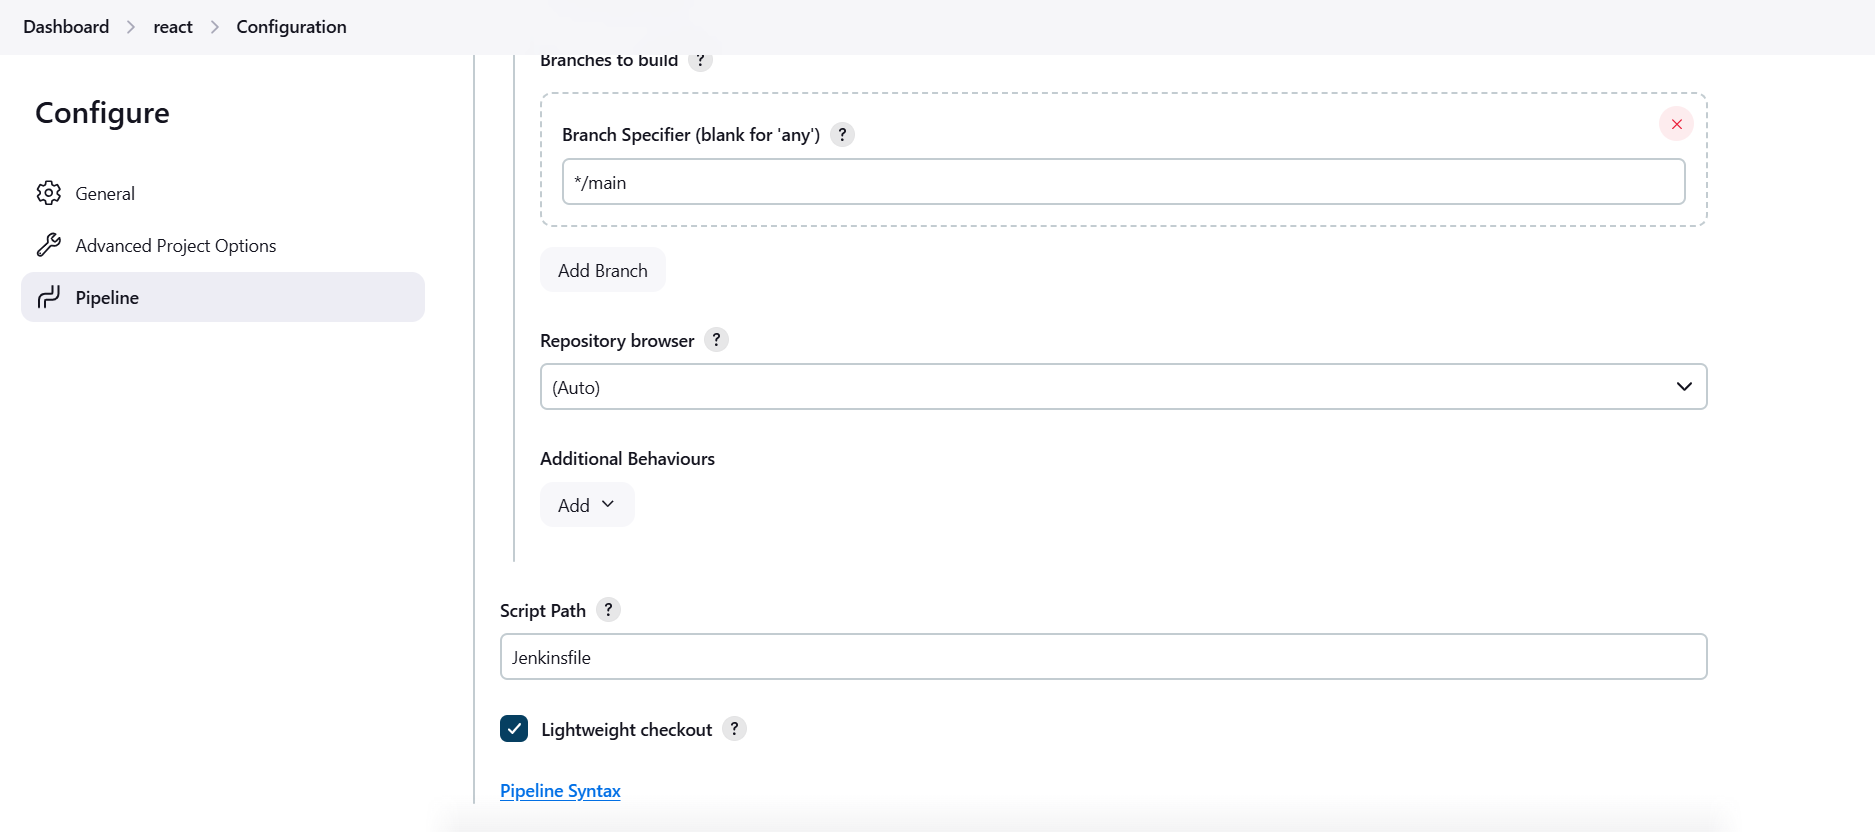 Dashboard > react > Configuration
Configure
General
Advanced Project Options
Pipeline
Branches to build ?
Branch Specifier (blank for 'any') ?
*/main
Add Branch
Repository browser ?
(Auto)
Additional Behaviours
Add
Script Path ?
Jenkinsfile
Lightweight checkout ?
Pipeline Syntax